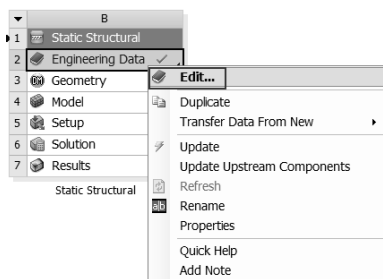 B
1 Static Structural
2 Engineering Data
3 Geometry
4 Model
5 Setup
6 Solution
7 Results
Static Structural
Edit...
Duplicate
Transfer Data From New
Update
Update Upstream Components
Refresh
a|b Rename
Properties
Quick Help
Add Note